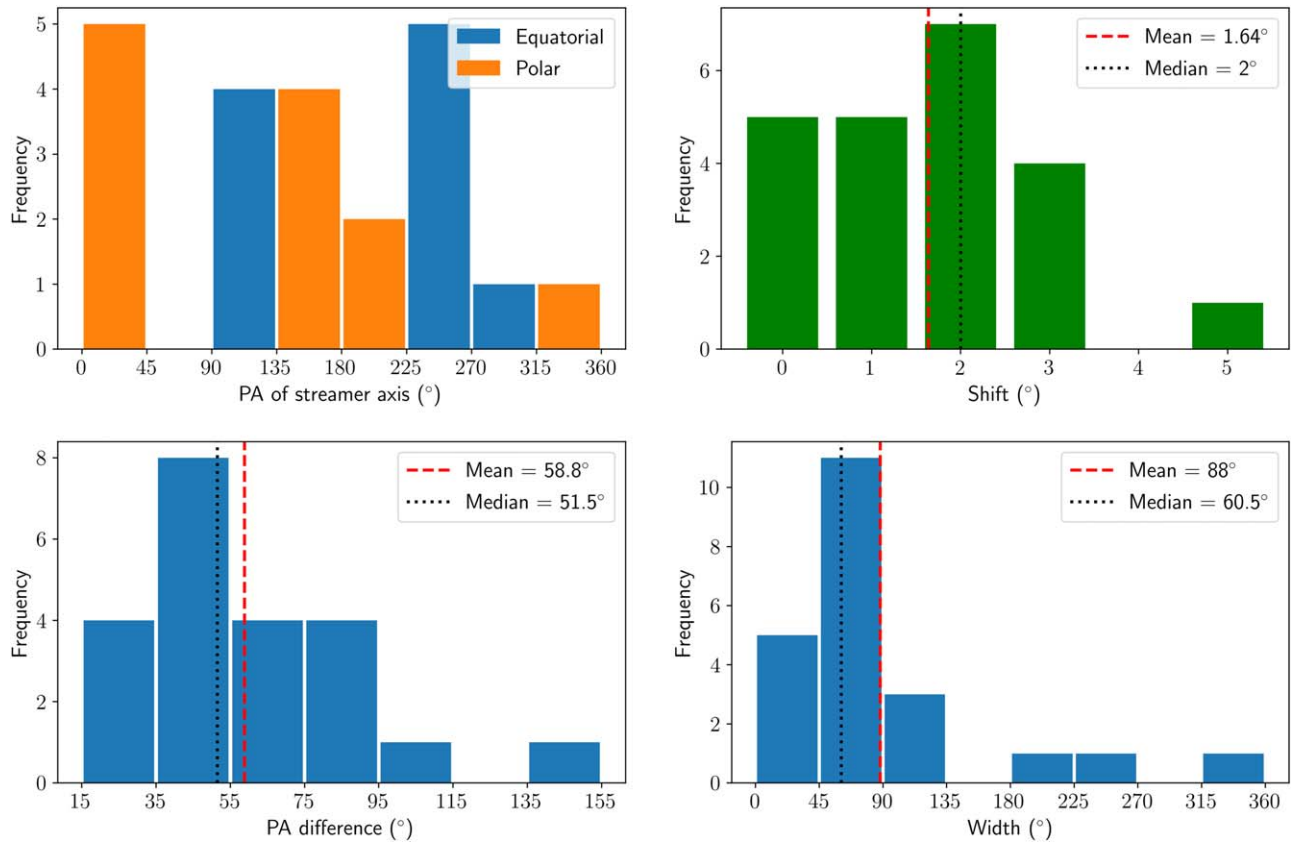 5
4
3
2
1
0
Frequency
Equatorial
Polar
0 45 90 135 180 225 270 315 360
PA of streamer axis (°)
6
4
2
0
Frequency
Mean = 1.64°
Median = 2°
0 1 2 3 4 5
Shift (°)
8
6
4
2
0
Frequency
Mean = 58.8°
Median = 51.5°
15 35 55 75 95 115 135 155
PA difference (°)
10
8
6
4
2
0
Frequency
Mean = 88°
Median = 60.5°
0 45 90 135 180 225 270 315 360
Width (°)